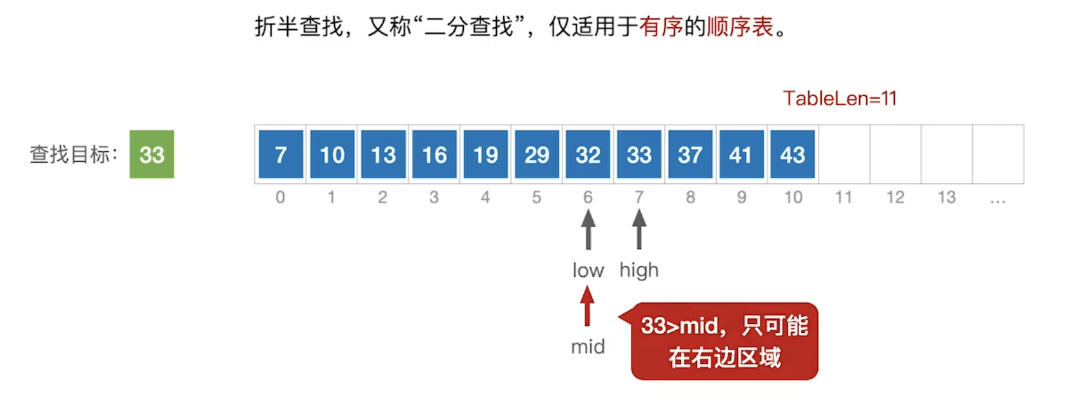 折半查找，又称“二分查找”，仅适用于有序的顺序表。
TableLen=11
查找目标： 33
7 10 13 16 19 29 32 33 37 41 43
0 1 2 3 4 5 6 7 8 9 10 11 12 13 ...
low high
mid
33>mid，只可能
在右边区域